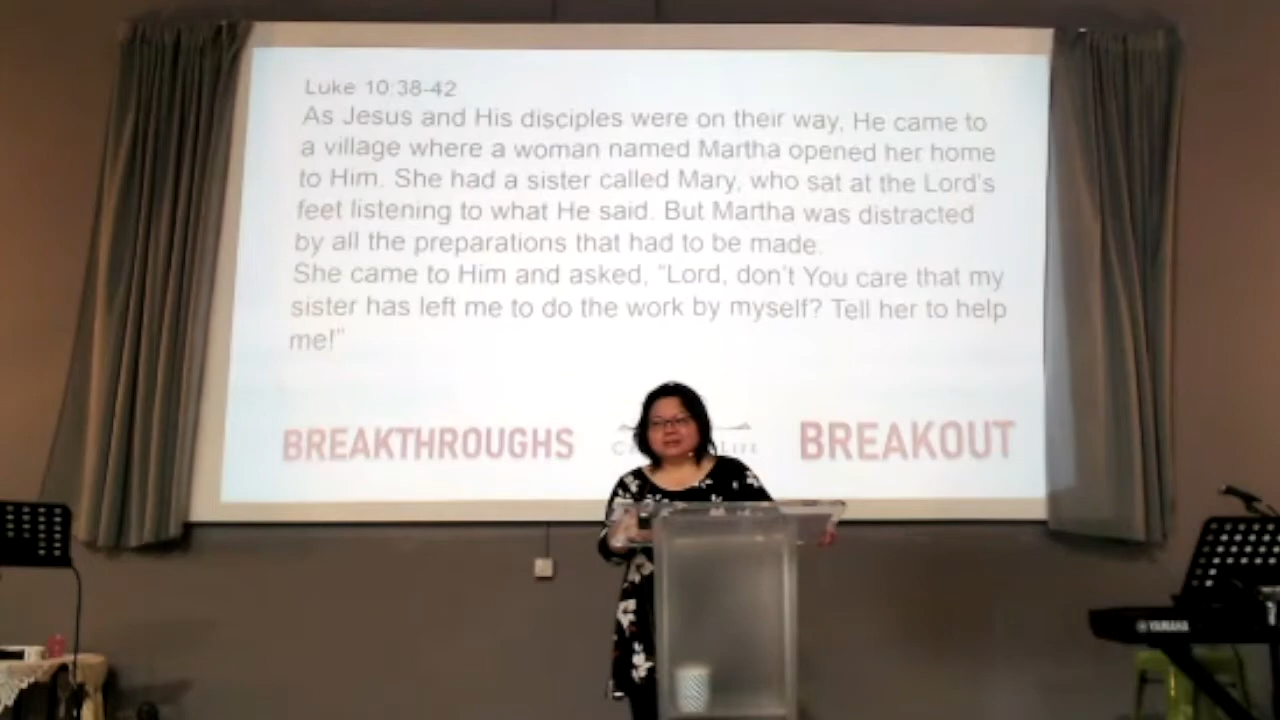 Luke 10:38-42
As Jesus and His disciples were on their way, He came to
a village where a woman named Martha opened her home
to Him. She had a sister called Mary, who sat at the Lord's
feet listening to what He said. But Martha was distracted
by all the preparations that had to be made.
She came to Him and asked, “Lord, don't You care that my
sister has left me to do the work by myself? Tell her to help
me!”
BREAKTHROUGHS
BREAKOUT
YAMAHA